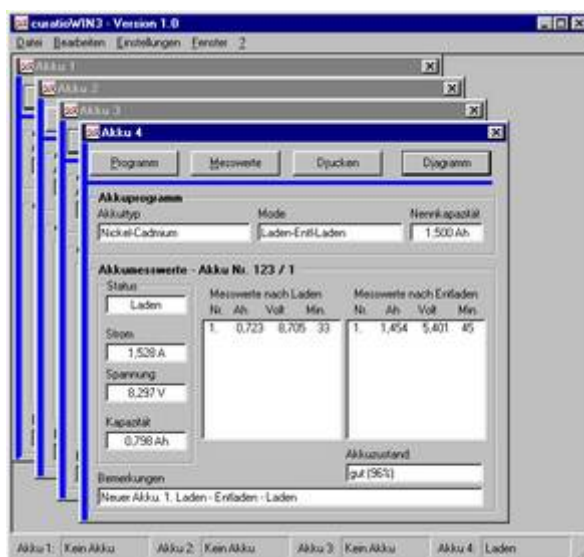 curatioWIN3 - Version 1.0
Datei Bearbeiten Einstellungen Fenster ?
Akku 1
Akku 2
Akku 3
Akku 4
Programm Messwerte Drucken Diagramm
Akkuprogramm
Akkutyp Mode Nennkapazität
Nickel-Cadmium Laden-Entl-Laden 1,500 Ah
Akkumesswerte - Akku Nr. 123 / 1
Status
Laden
Strom
1,528 A
Spannung
8,297 V
Kapazität
0,798 Ah
Messwerte nach Laden
Nr. Ah Volt Min.
1. 0,723 8,705 33
Messwerte nach Entladen
Nr. Ah Volt Min.
1. 1,454 5,401 45
Akkuzustand
gut (96%)
Bemerkungen
Neuer Akku. 1. Laden - Entladen - Laden
Akku 1: Kein Akku Akku 2: Kein Akku Akku 3: Kein Akku Akku 4: Laden